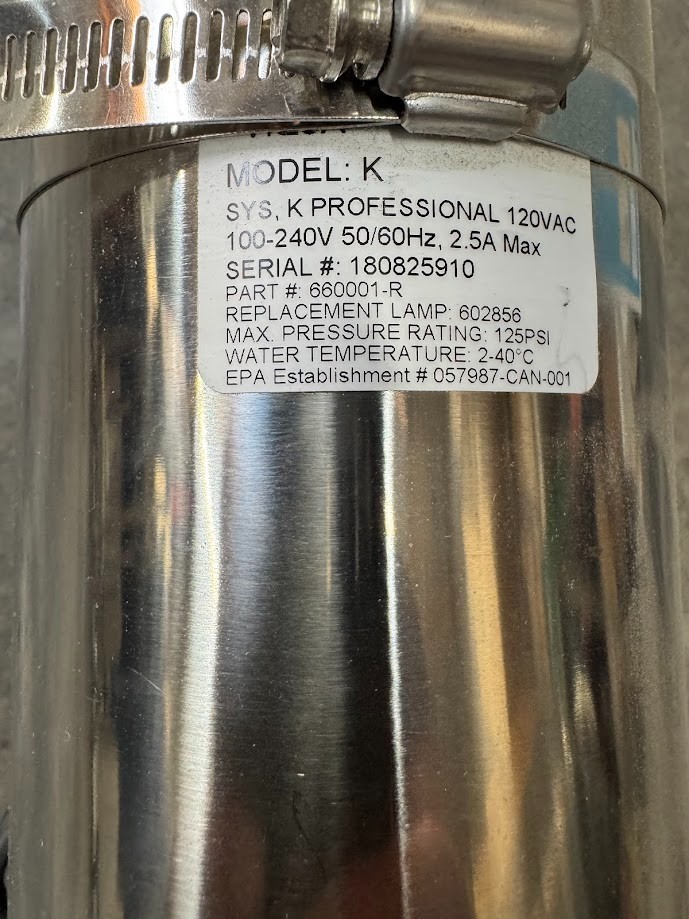 MODEL: K
SYS, K PROFESSIONAL 120VAC
100-240V 50/60Hz, 2.5A Max
SERIAL #: 180825910
PART #: 660001-R
REPLACEMENT LAMP: 602856
MAX. PRESSURE RATING: 125PSI
WATER TEMPERATURE: 2-40°C
EPA Establishment # 057987-CAN-001